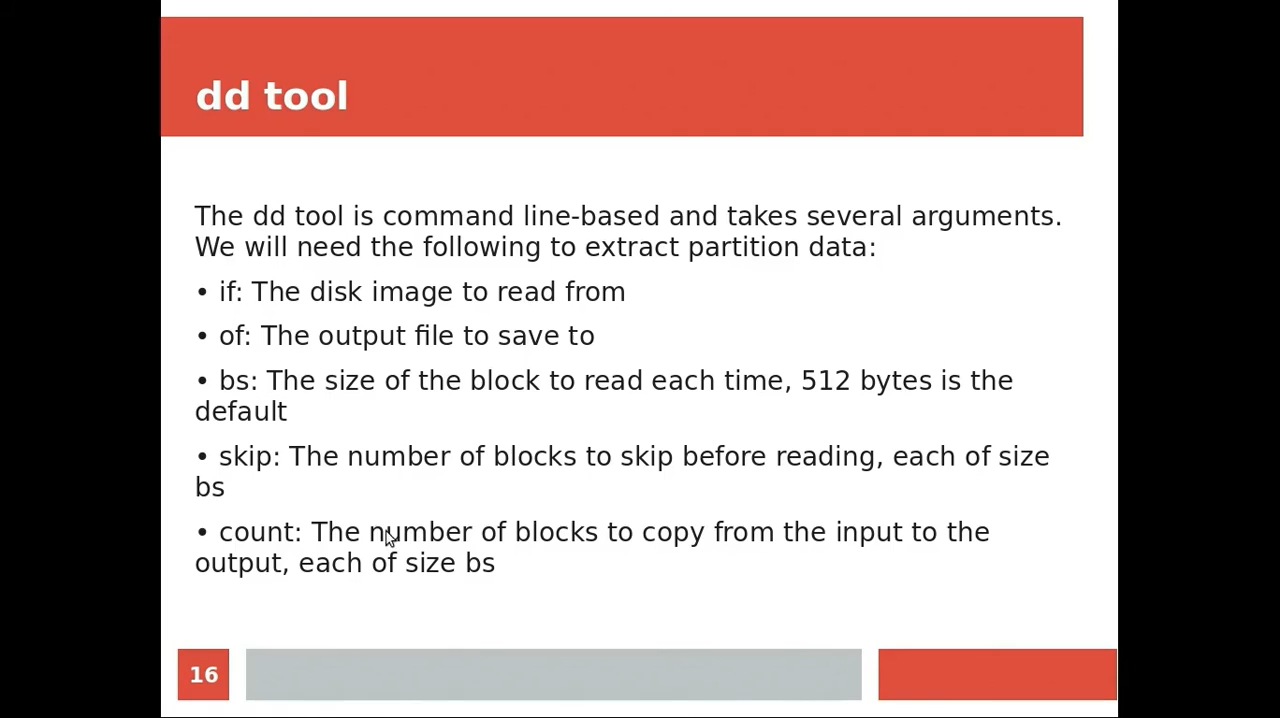 dd tool
The dd tool is command line-based and takes several arguments.
We will need the following to extract partition data:
• if: The disk image to read from
• of: The output file to save to
• bs: The size of the block to read each time, 512 bytes is the
default
• skip: The number of blocks to skip before reading, each of size
bs
• count: The number of blocks to copy from the input to the
output, each of size bs
16